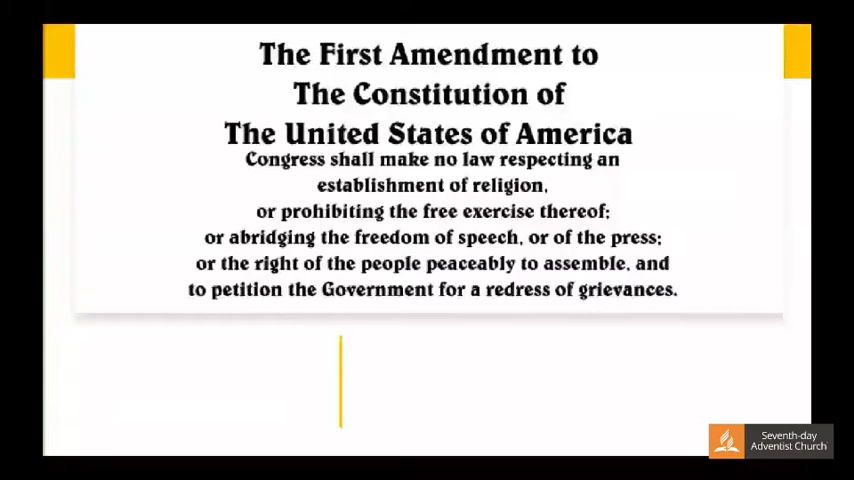 The First Amendment to
The Constitution of
The United States of America
Congress shall make no law respecting an
establishment of religion,
or prohibiting the free exercise thereof;
or abridging the freedom of speech, or of the press;
or the right of the people peaceably to assemble, and
to petition the Government for a redress of grievances.
Seventh-day
Adventist Church